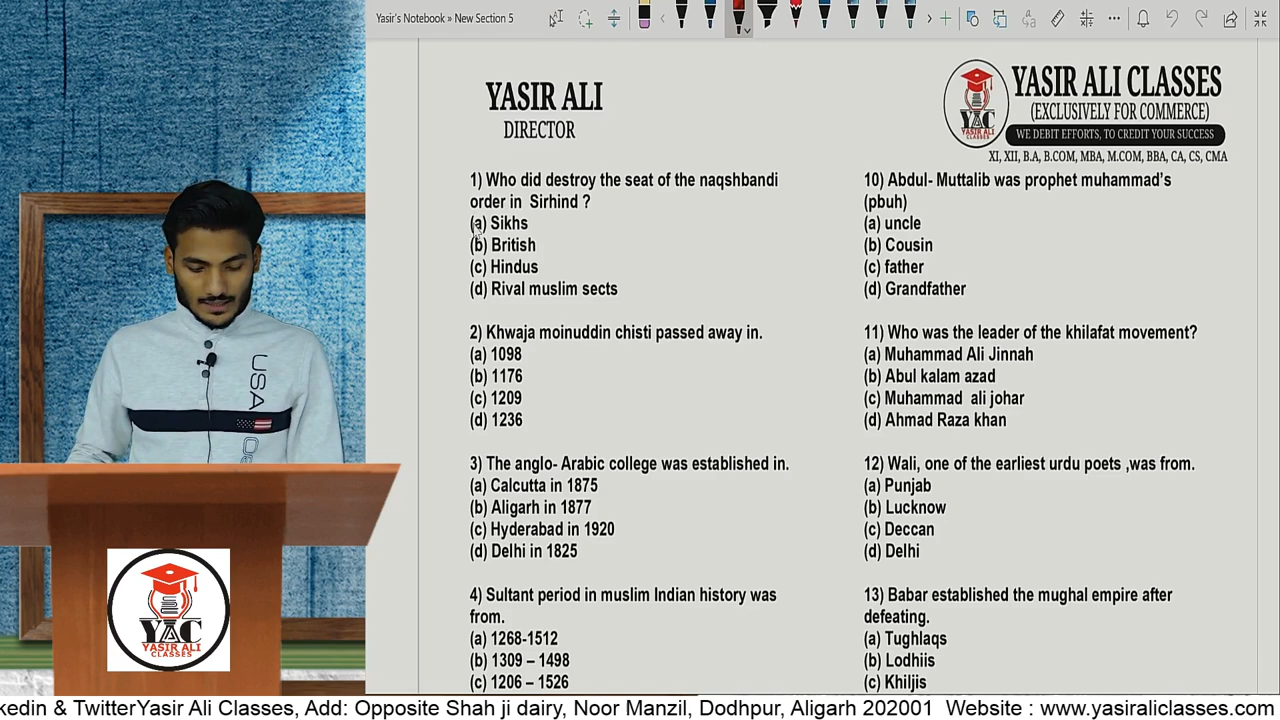 Yasir's Notebook » New Section 5
YASIR ALI
DIRECTOR
YAC
YASIR ALI
CLASSES
YASIR ALI CLASSES
(EXCLUSIVELY FOR COMMERCE)
WE DEBIT EFFORTS, TO CREDIT YOUR SUCCESS
XI, XII, B.A, B.COM, MBA, M.COM, BBA, CA, CS, CMA
1) Who did destroy the seat of the naqshbandi
order in Sirhind ?
(a) Sikhs
(b) British
(c) Hindus
(d) Rival muslim sects
2) Khwaja moinuddin chisti passed away in.
(a) 1098
(b) 1176
(c) 1209
(d) 1236
3) The anglo- Arabic college was established in.
(a) Calcutta in 1875
(b) Aligarh in 1877
(c) Hyderabad in 1920
(d) Delhi in 1825
4) Sultant period in muslim Indian history was
from.
(a) 1268-1512
(b) 1309 – 1498
(c) 1206 – 1526
10) Abdul- Muttalib was prophet muhammad's
(pbuh)
(a) uncle
(b) Cousin
(c) father
(d) Grandfather
11) Who was the leader of the khilafat movement?
(a) Muhammad Ali Jinnah
(b) Abul kalam azad
(c) Muhammad ali johar
(d) Ahmad Raza khan
12) Wali, one of the earliest urdu poets ,was from.
(a) Punjab
(b) Lucknow
(c) Deccan
(d) Delhi
13) Babar established the mughal empire after
defeating.
(a) Tughlaqs
(b) Lodhiis
(c) Khiljis
USA
YAC
YASIR ALI
CLASSES
kedin & TwitterYasir Ali Classes, Add: Opposite Shah ji dairy, Noor Manzil, Dodhpur, Aligarh 202001 Website : www.yasiraliclasses.com